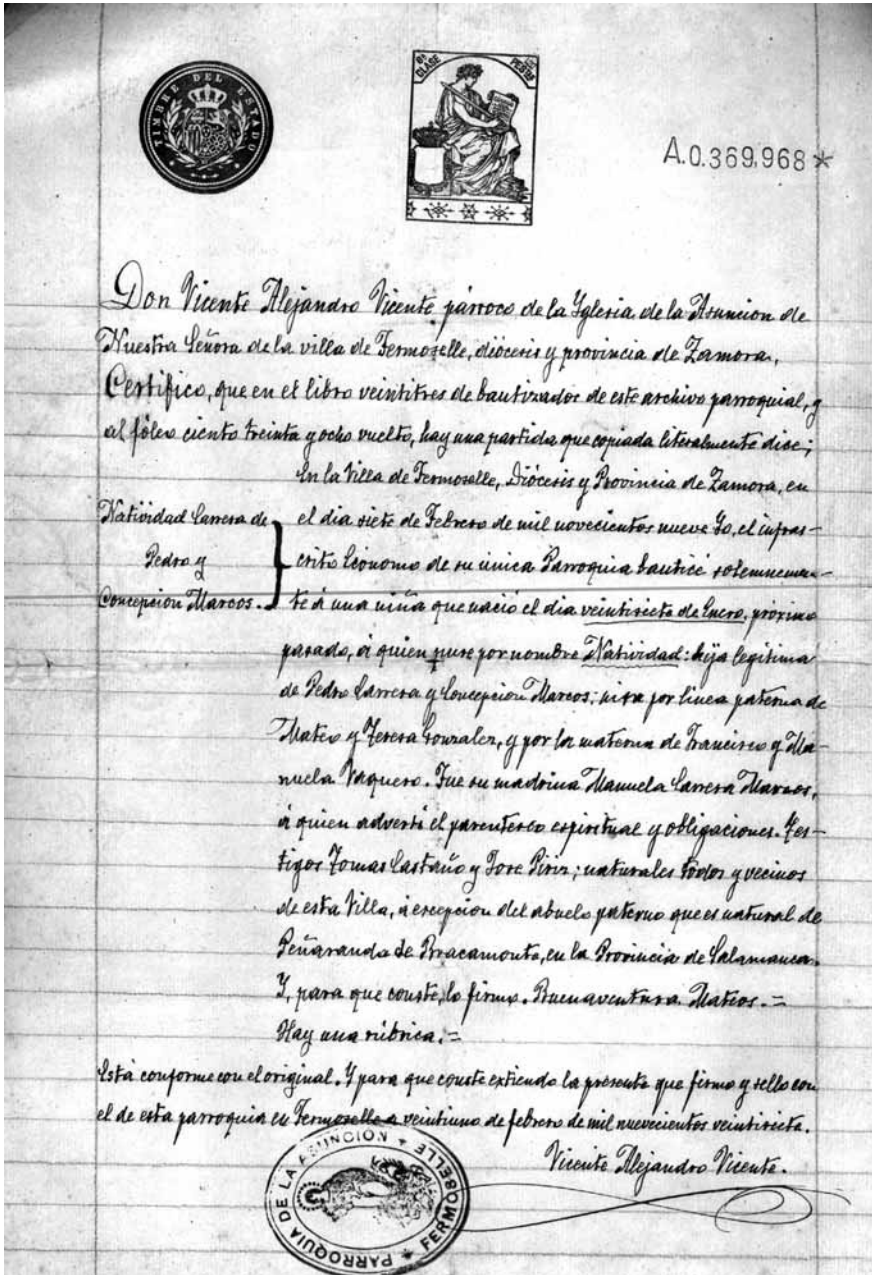 TIMBRE DEL ESTADO
8ª CLASE
PESETAS
A.0.369,968*
Don Vicente Alejandro Vicente párroco de la Yglesia de la Asuncion de
Nuestra Señora de la villa de Fermoselle, diócesis y provincia de Zamora,
Certifico, que en el libro veintitres de bautizados de este archivo parroquial, y
al fóleo ciento treinta y ocho vuelto, hay una partida que copiada literalmente dice;
En la Villa de Fermoselle, Diócesis y Provincia de Zamora, en
Natividad Carrera de
Pedro y
Concepcion Marcos.
el dia siete de Febrero de mil novecientos nueve Yo, el infras-
crito Ecónomo de su única Parroquia bauticé solemnemen-
te á una niña que nació el dia veintisiete de Enero, próximo
pasado, á quien puse por nombre Natividad: hija legitima
de Pedro Carrera y Concepcion Marcos; nieta por linea paterna de
Mateo y Teresa Gonzalez, y por la materna de Francisco y Ma-
nuela Vaquero. Fue su madrina Manuela Carrera Marcos,
á quien advertí el parentesco espiritual y obligaciones. Tes-
tigos Tomas Castaño y Jose Piriz; naturales todos y vecinos
de esta Villa, á excepcion del abuelo paterno que es natural de
Peñaranda de Bracamonte, en la Provincia de Salamanca.
Y, para que conste, lo firmo. Buenaventura Mateos.=
Hay una rúbrica.=
Está conforme con el original. Y para que conste extiendo la presente que firmo y sello con
el de esta parroquia en Fermoselle a veintiuno de febrero de mil nuevecientos veintisiete.
Vicente Alejandro Vicente.
PARROQUIA DE LA ASUNCION * FERMOSELLE *